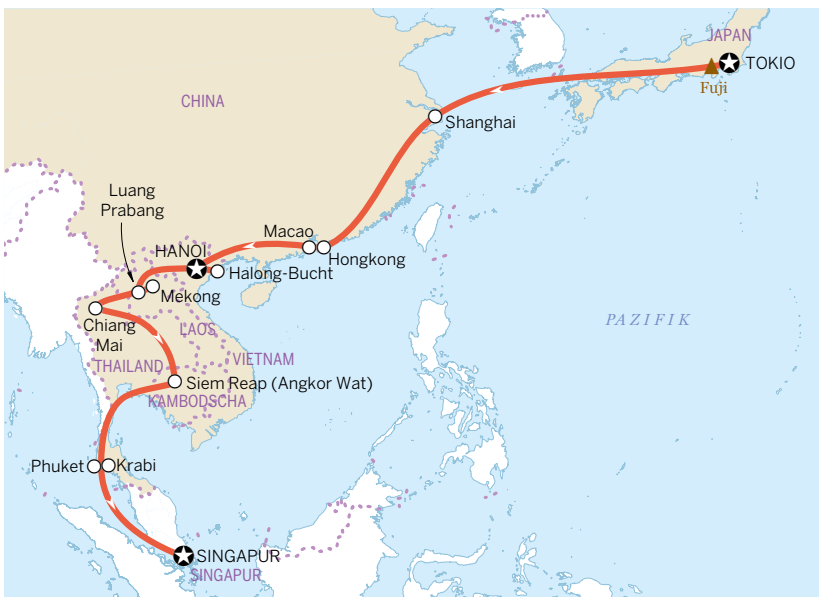 JAPAN
TOKIO
Fuji
CHINA
Shanghai
Luang
Prabang
Macao
HANOI
Hongkong
Halong-Bucht
Mekong
Chiang
Mai
LAOS
PAZIFIK
VIETNAM
THAILAND
Siem Reap (Angkor Wat)
KAMBODSCHA
Phuket
Krabi
SINGAPUR
SINGAPUR